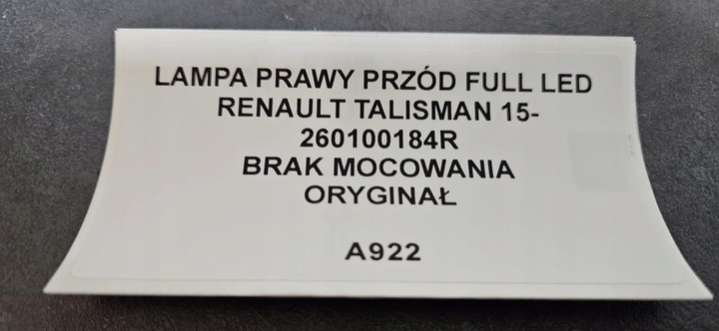 LAMPA PRAWY PRZÓD FULL LED
RENAULT TALISMAN 15-
260100184R
BRAK MOCOWANIA
ORYGINAŁ
A922